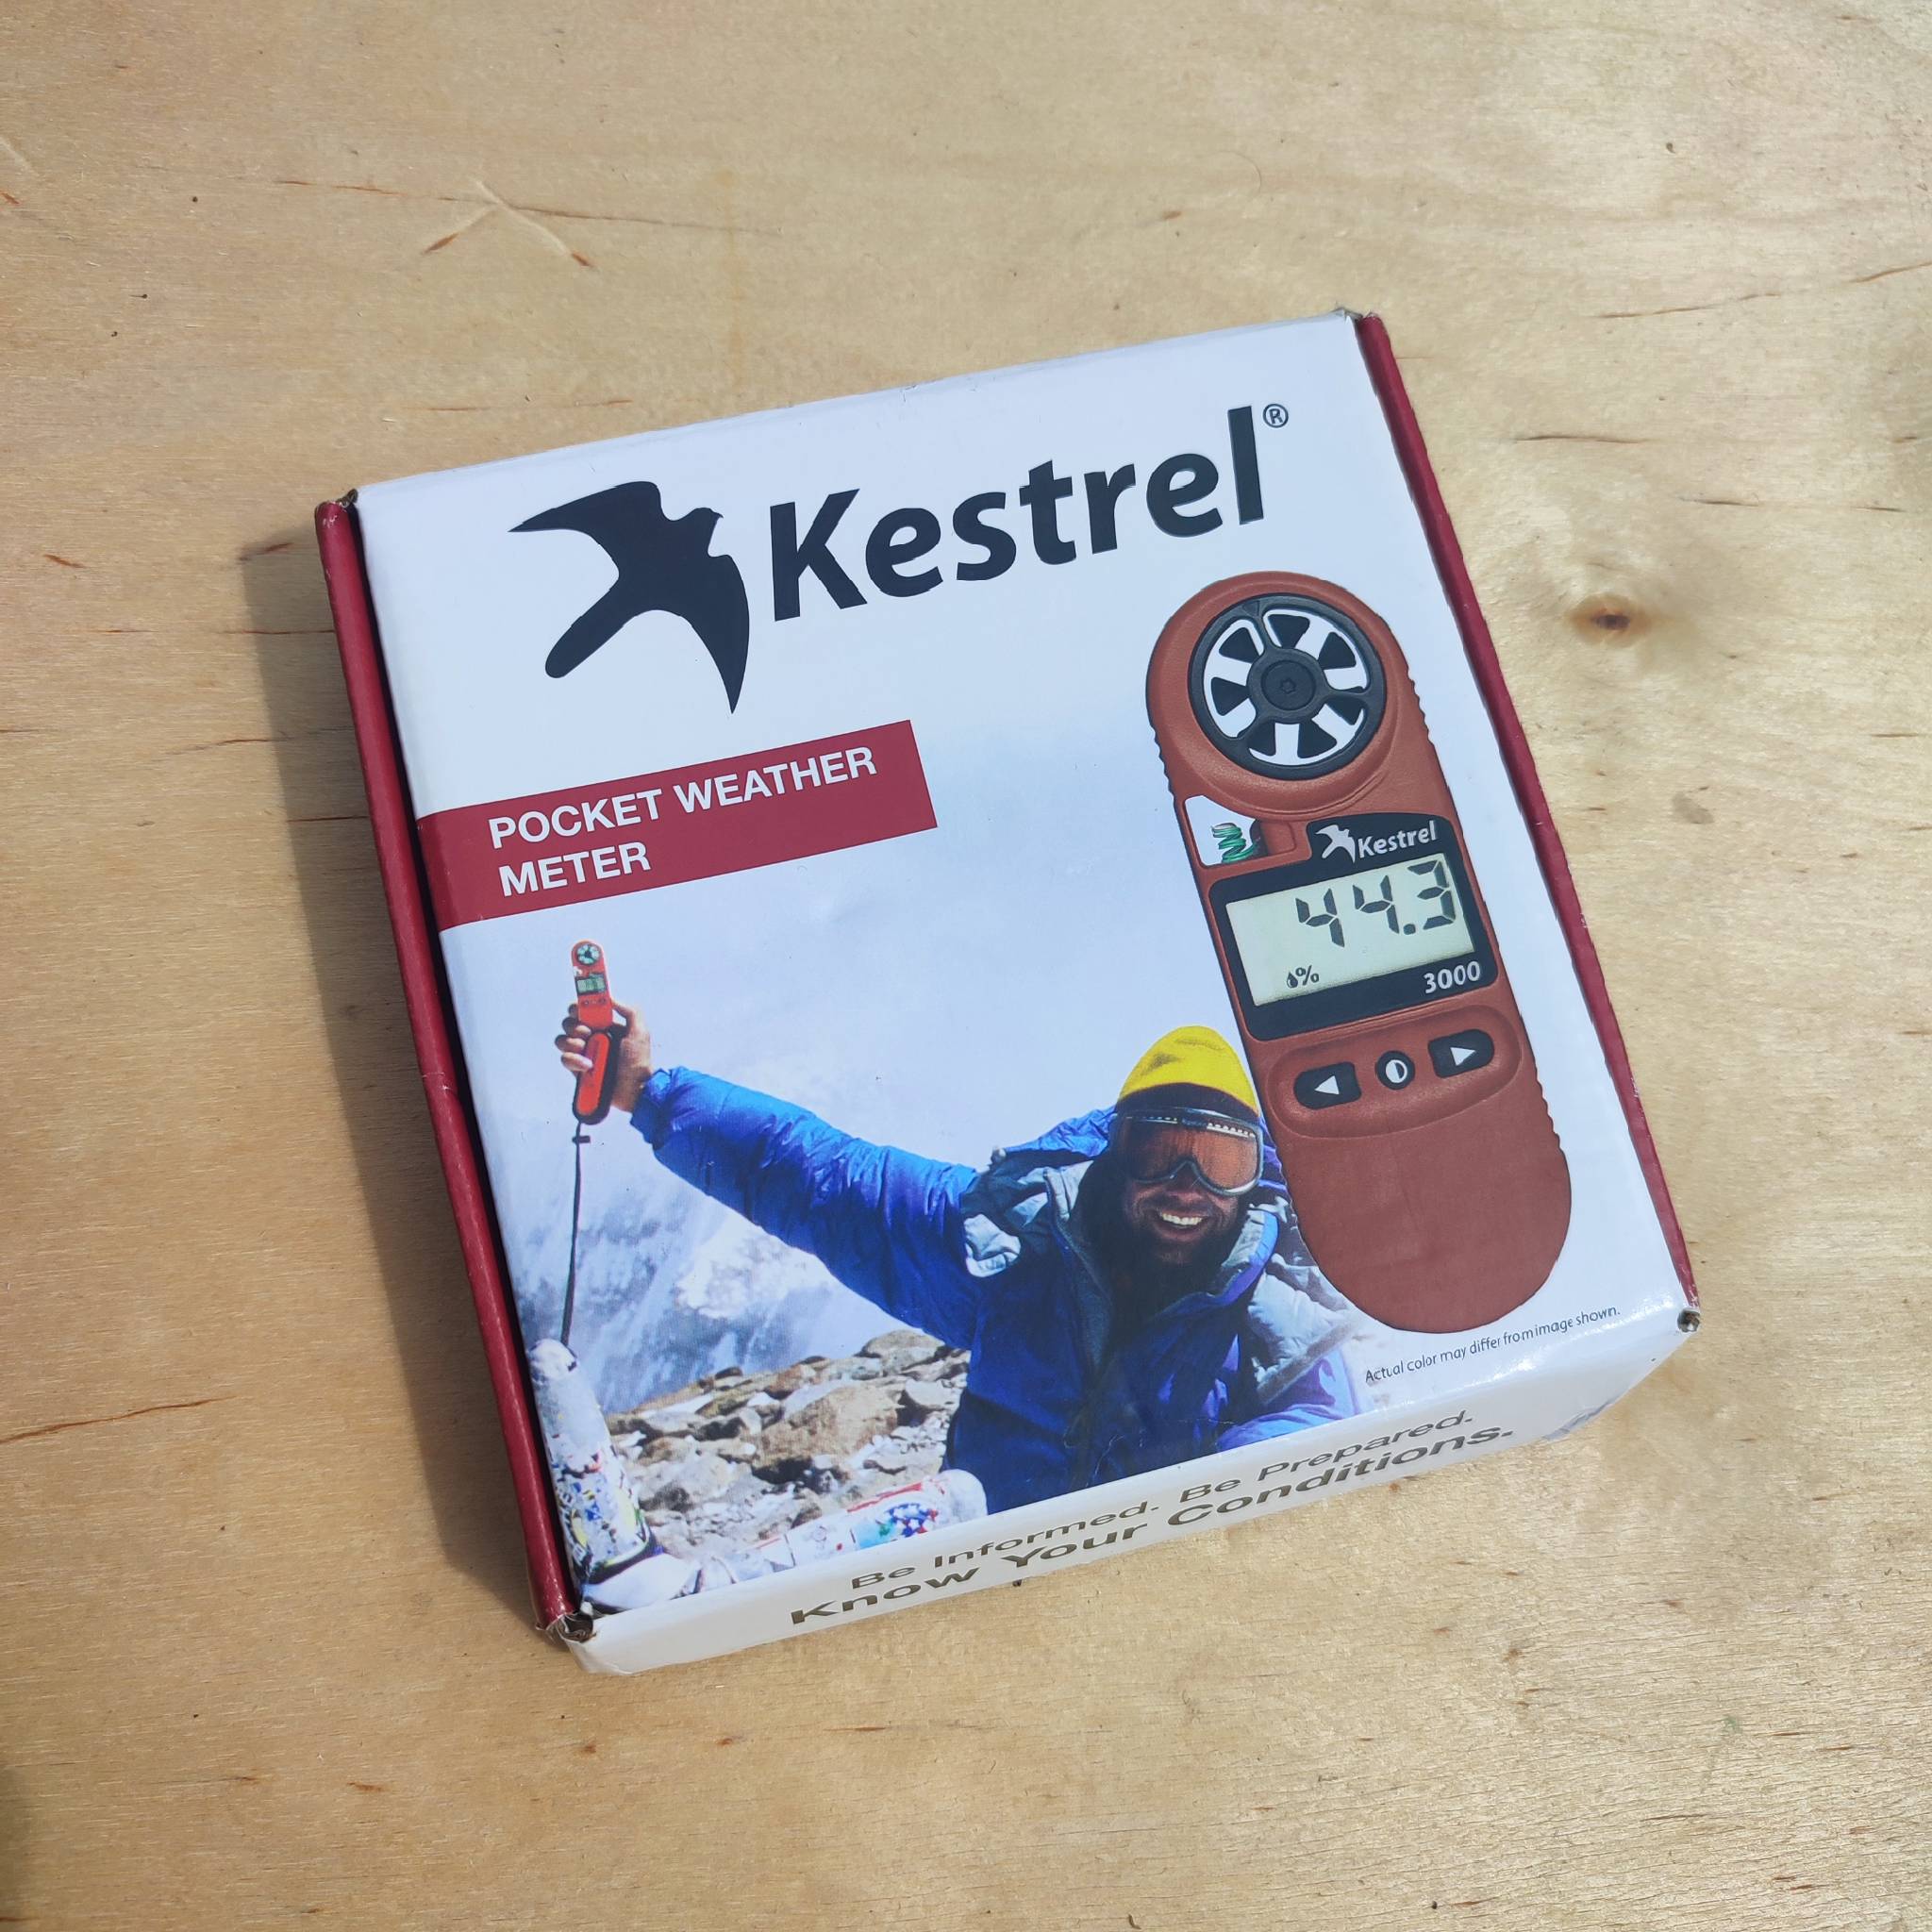 Kestrel®
POCKET WEATHER
METER
Kestrel
44.3
%
3000
Actual color may differ from image shown.
Be Informed. Be Prepared.
Know Your Conditions.